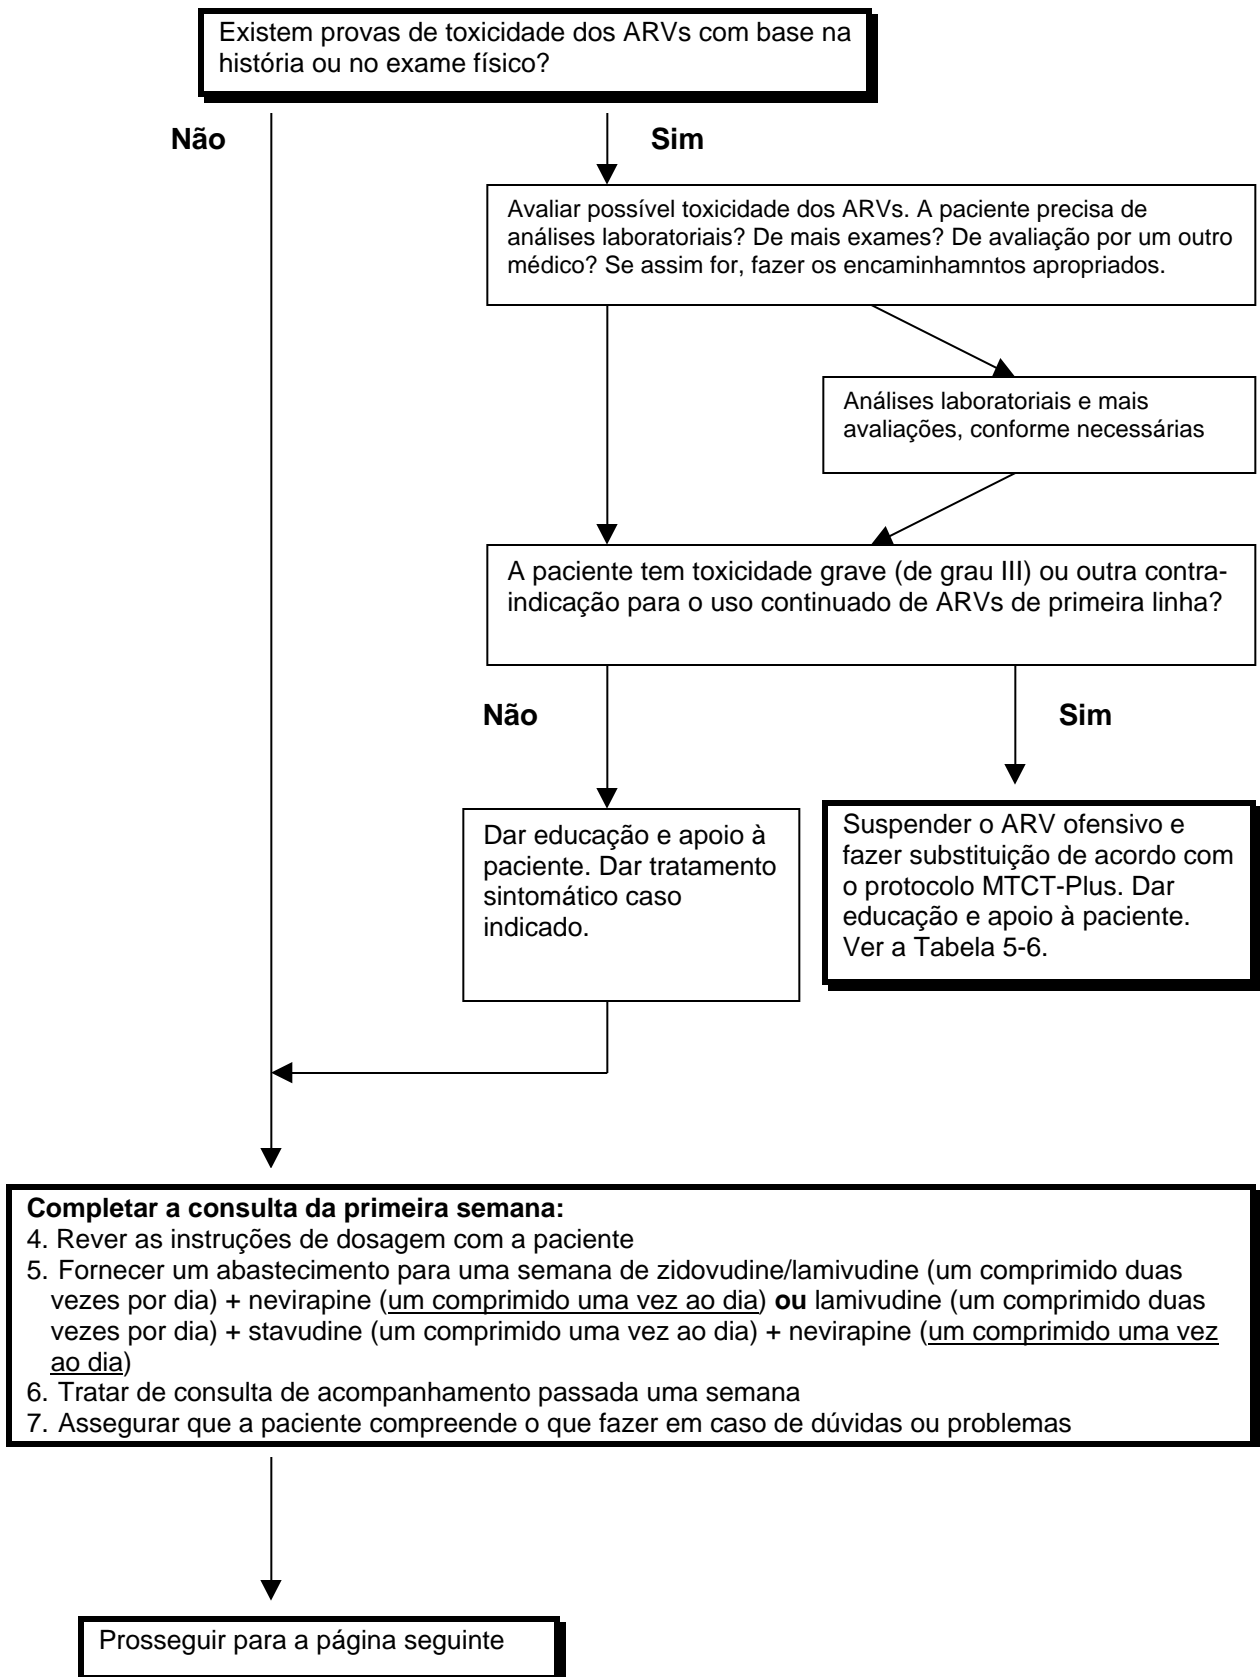 Existem provas de toxicidade dos ARVs com base na
história ou no exame físico?
Não
Sim
Avaliar possível toxicidade dos ARVs. A paciente precisa de
análises laboratoriais? De mais exames? De avaliação por um outro
médico? Se assim for, fazer os encaminhamntos apropriados.
Análises laboratoriais e mais
avaliações, conforme necessárias
A paciente tem toxicidade grave (de grau III) ou outra contra-
indicação para o uso continuado de ARVs de primeira linha?
Não
Sim
Dar educação e apoio à
paciente. Dar tratamento
sintomático caso
indicado.
Suspender o ARV ofensivo e
fazer substituição de acordo com
o protocolo MTCT-Plus. Dar
educação e apoio à paciente.
Ver a Tabela 5-6.
Completar a consulta da primeira semana:
4. Rever as instruções de dosagem com a paciente
5. Fornecer um abastecimento para uma semana de zidovudine/lamivudine (um comprimido duas
vezes por dia) + nevirapine (um comprimido uma vez ao dia) ou lamivudine (um comprimido duas
vezes por dia) + stavudine (um comprimido uma vez ao dia) + nevirapine (um comprimido uma vez
ao dia)
6. Tratar de consulta de acompanhamento passada uma semana
7. Assegurar que a paciente compreende o que fazer em caso de dúvidas ou problemas
Prosseguir para a página seguinte